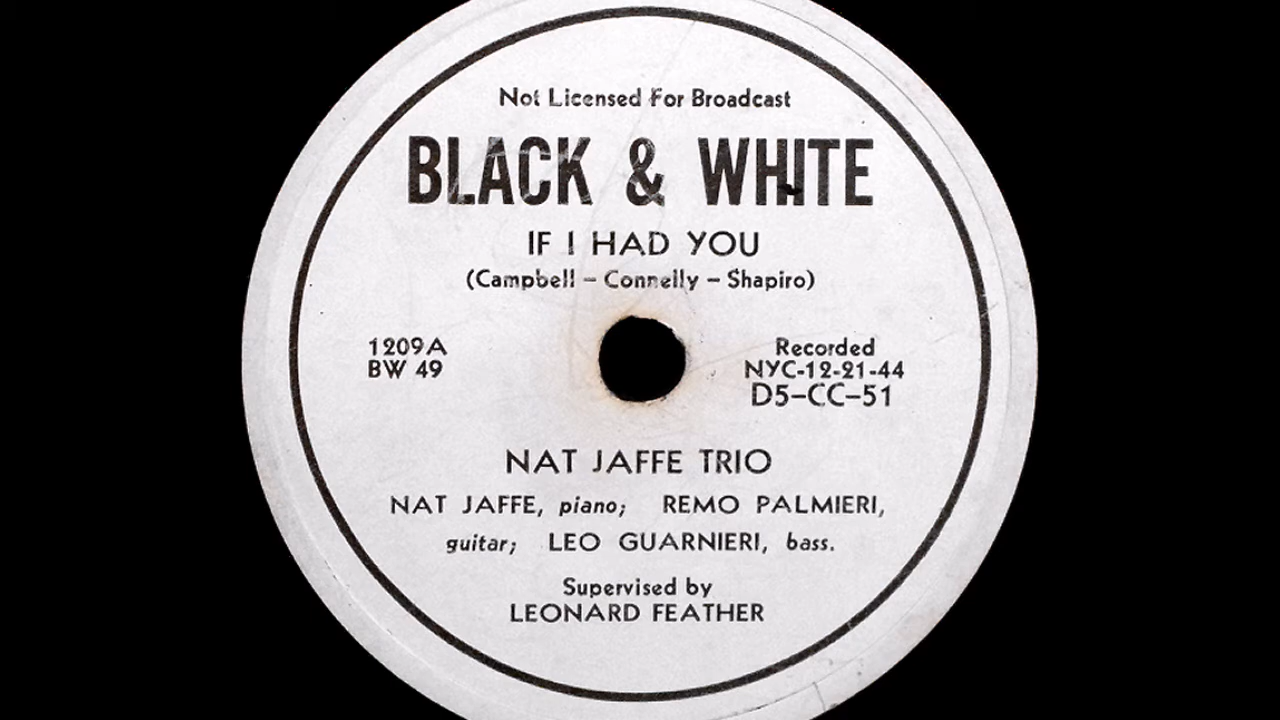 Not Licensed For Broadcast
BLACK & WHITE
IF I HAD YOU
(Campbell – Connelly – Shapiro)
1209A
BW 49
Recorded
NYC-12-21-44
D5–CC–51
NAT JAFFE TRIO
NAT JAFFE, piano; REMO PALMIERI,
guitar; LEO GUARNIERI, bass.
Supervised by
LEONARD FEATHER